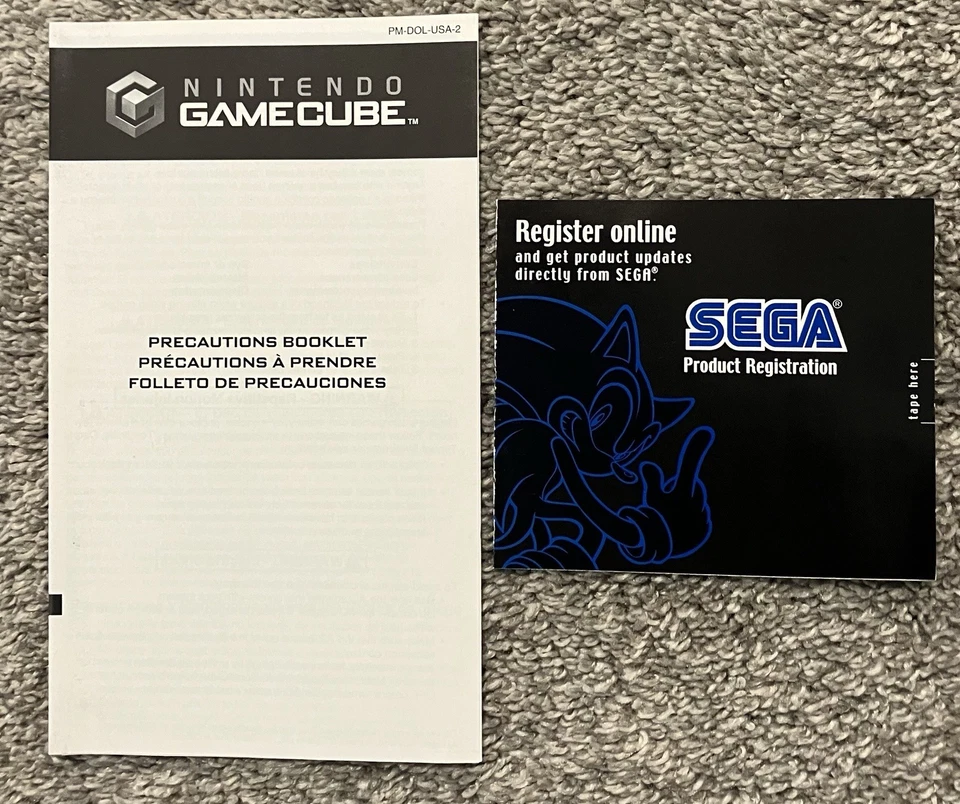 PM-DOL-USA-2
NINTENDO
GAMECUBE™
PRECAUTIONS BOOKLET
PRÉCAUTIONS À PRENDRE
FOLLETO DE PRECAUCIONES
Register online
and get product updates
directly from SEGA®.
SEGA®
Product Registration
tape here